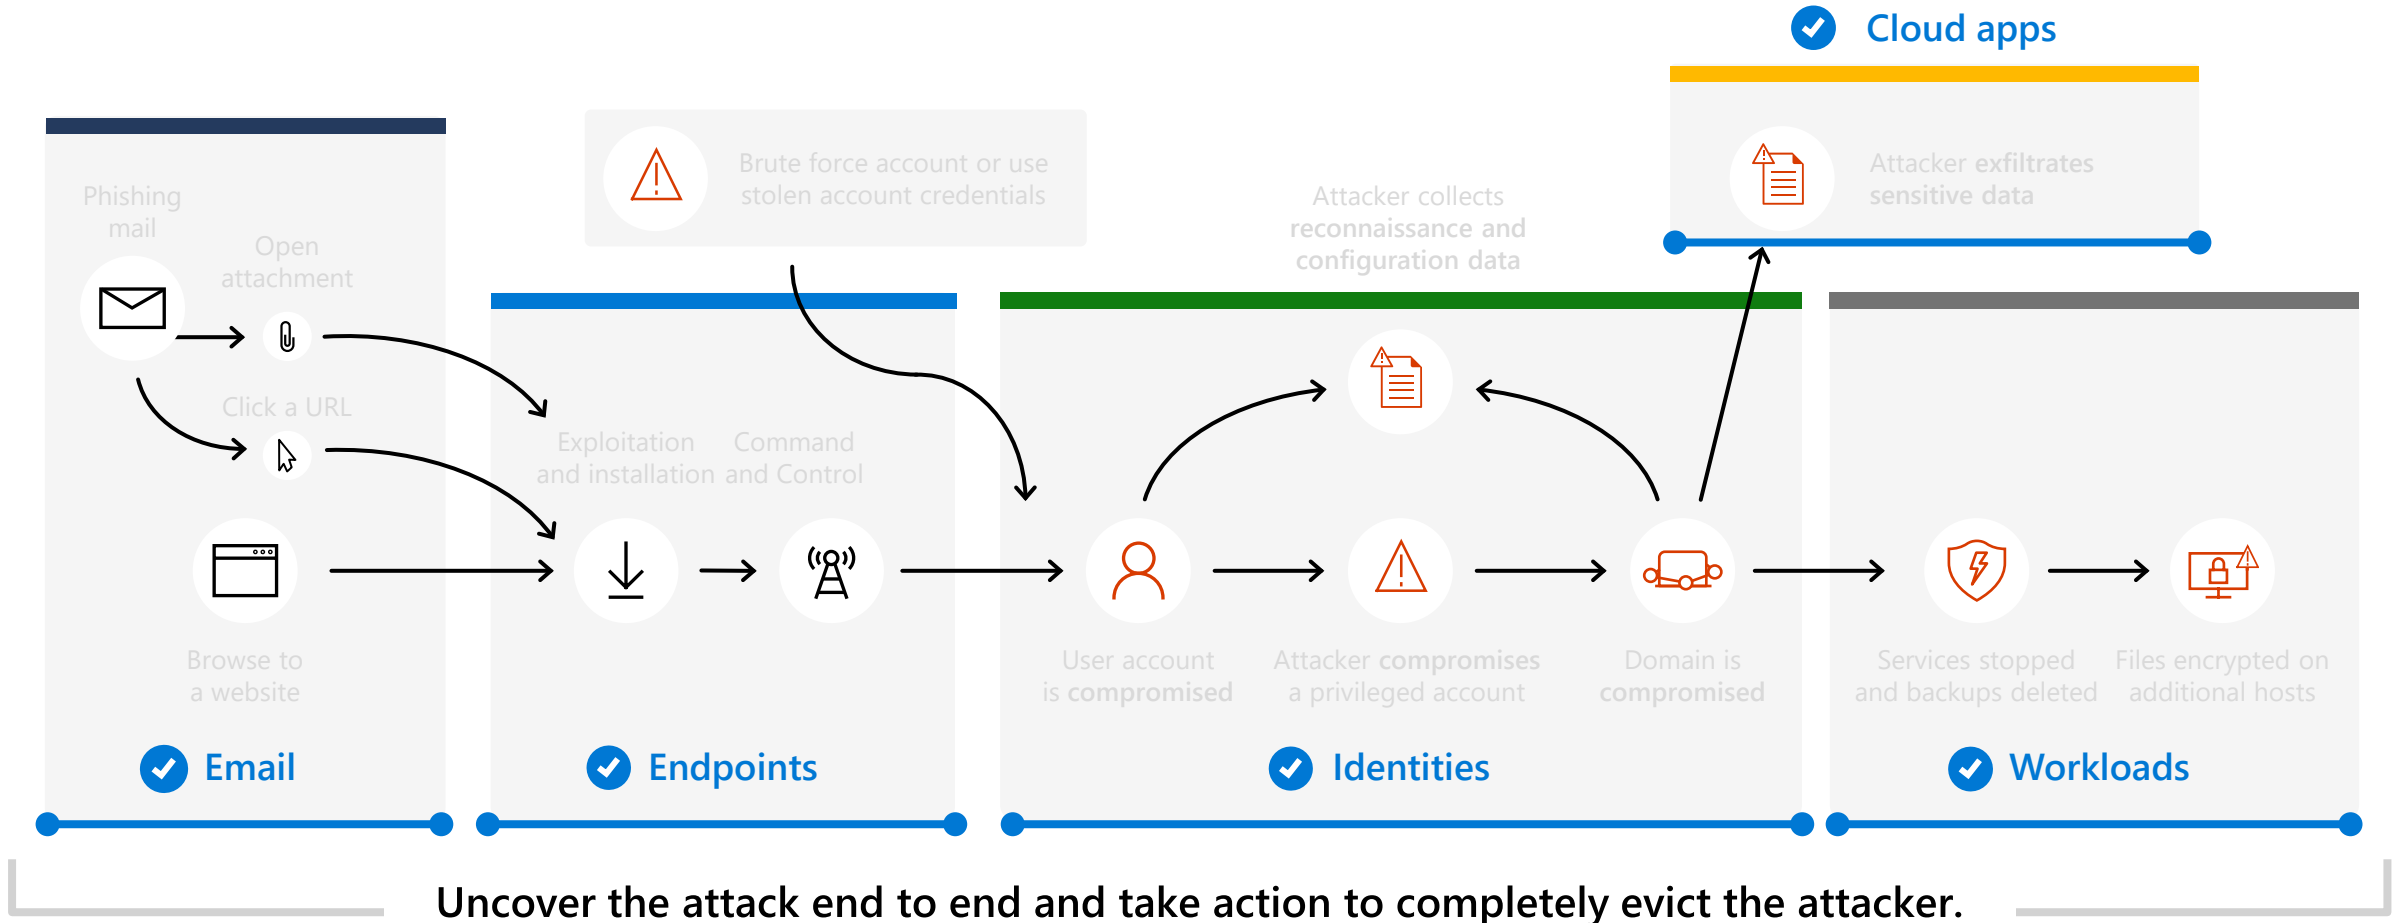 Cloud apps
Attacker exfiltrates
sensitive data
Brute force account or use
stolen account credentials
Phishing
mail
Open
attachment
Click a URL
Browse to
a website
Email
Exploitation
and installation
Command
and Control
Endpoints
Attacker collects
reconnaissance and
configuration data
User account
is compromised
Attacker compromises
a privileged account
Domain is
compromised
Identities
Services stopped
and backups deleted
Files encrypted on
additional hosts
Workloads
Uncover the attack end to end and take action to completely evict the attacker.